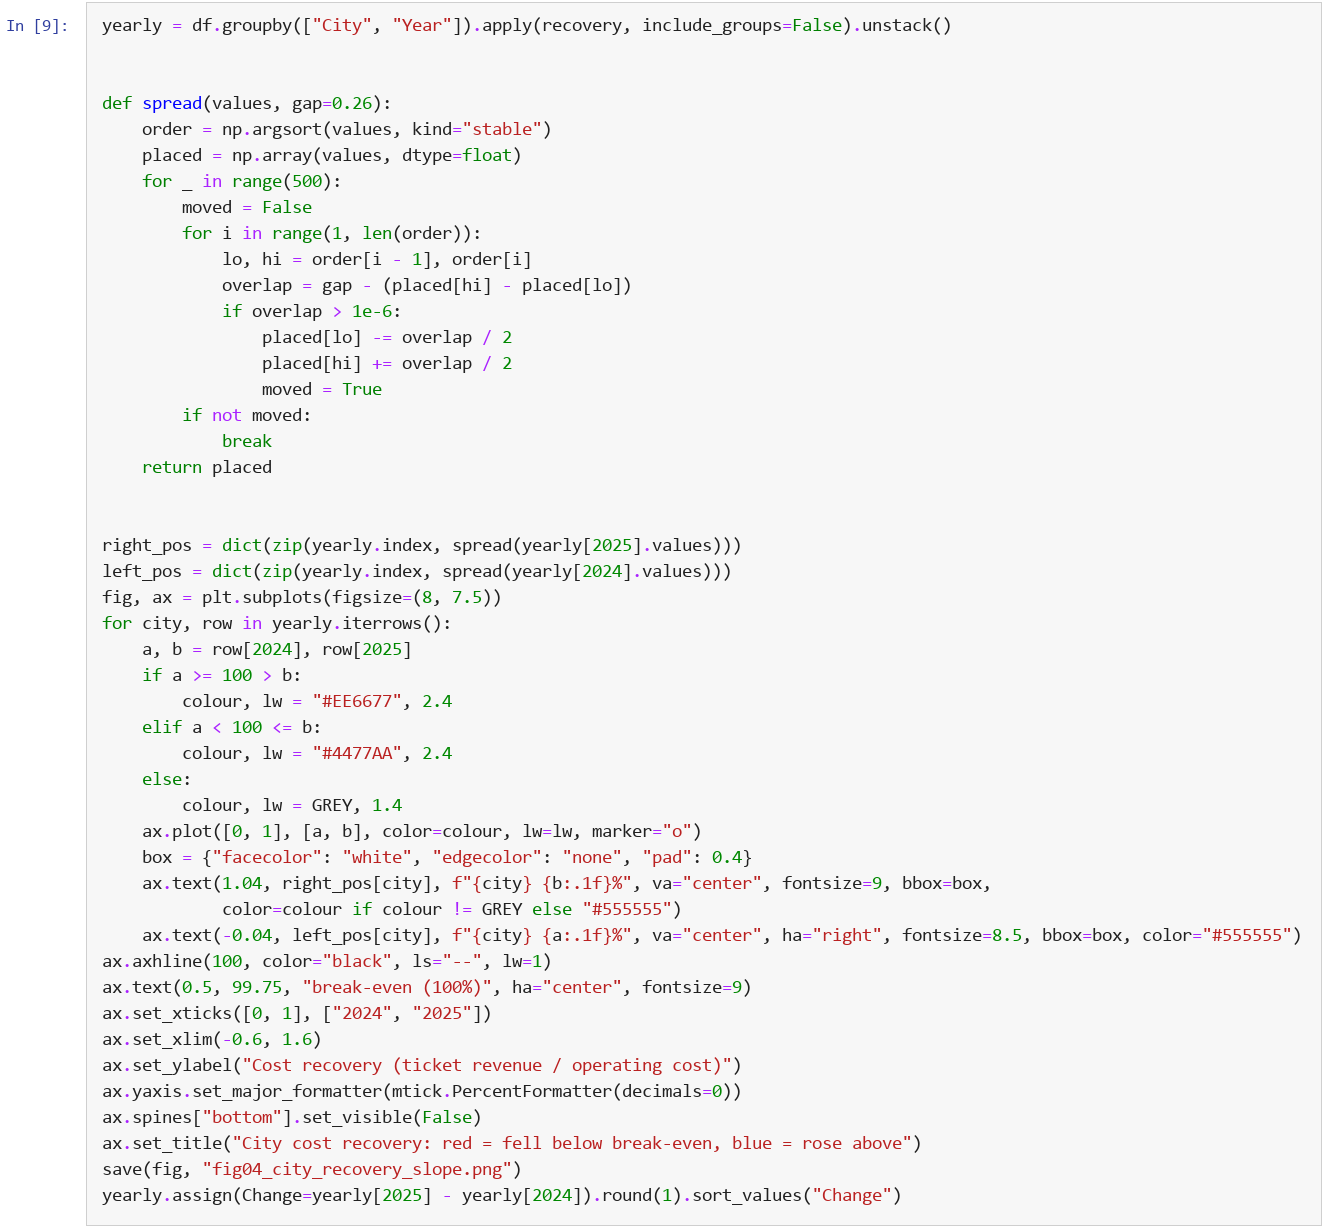 In [9]:
yearly = df.groupby(["City", "Year"]).apply(recovery, include_groups=False).unstack()


def spread(values, gap=0.26):
    order = np.argsort(values, kind="stable")
    placed = np.array(values, dtype=float)
    for _ in range(500):
        moved = False
        for i in range(1, len(order)):
            lo, hi = order[i - 1], order[i]
            overlap = gap - (placed[hi] - placed[lo])
            if overlap > 1e-6:
                placed[lo] -= overlap / 2
                placed[hi] += overlap / 2
                moved = True
        if not moved:
            break
    return placed


right_pos = dict(zip(yearly.index, spread(yearly[2025].values)))
left_pos = dict(zip(yearly.index, spread(yearly[2024].values)))
fig, ax = plt.subplots(figsize=(8, 7.5))
for city, row in yearly.iterrows():
    a, b = row[2024], row[2025]
    if a >= 100 > b:
        colour, lw = "#EE6677", 2.4
    elif a < 100 <= b:
        colour, lw = "#4477AA", 2.4
    else:
        colour, lw = GREY, 1.4
    ax.plot([0, 1], [a, b], color=colour, lw=lw, marker="o")
    box = {"facecolor": "white", "edgecolor": "none", "pad": 0.4}
    ax.text(1.04, right_pos[city], f"{city} {b:.1f}%", va="center", fontsize=9, bbox=box,
            color=colour if colour != GREY else "#555555")
    ax.text(-0.04, left_pos[city], f"{city} {a:.1f}%", va="center", ha="right", fontsize=8.5, bbox=box, color="#555555")
ax.axhline(100, color="black", ls="--", lw=1)
ax.text(0.5, 99.75, "break-even (100%)", ha="center", fontsize=9)
ax.set_xticks([0, 1], ["2024", "2025"])
ax.set_xlim(-0.6, 1.6)
ax.set_ylabel("Cost recovery (ticket revenue / operating cost)")
ax.yaxis.set_major_formatter(mtick.PercentFormatter(decimals=0))
ax.spines["bottom"].set_visible(False)
ax.set_title("City cost recovery: red = fell below break-even, blue = rose above")
save(fig, "fig04_city_recovery_slope.png")
yearly.assign(Change=yearly[2025] - yearly[2024]).round(1).sort_values("Change")